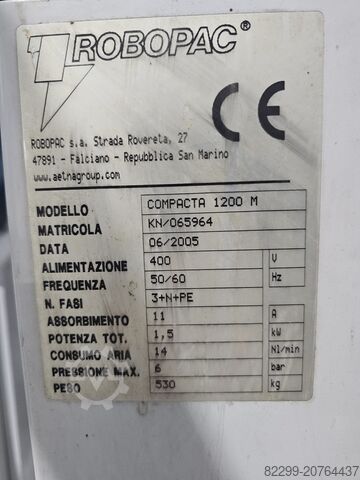 ROBOPAC
ROBOPAC s.a. Strada Rovereta, 27
47891 - Falciano - Repubblica San Marino
www.aetnagroup.com
CE
MODELLO COMPACTA 1200 M
MATRICOLA KN/065964
DATA 06/2005
ALIMENTAZIONE 400 V
FREQUENZA 50/60 Hz
N. FASI 3+N+PE
ASSORBIMENTO 11 A
POTENZA TOT. 1,5 kW
CONSUMO ARIA 14 Nl/min
PRESSIONE MAX. 6 bar
PESO 530 kg
82299-20764437